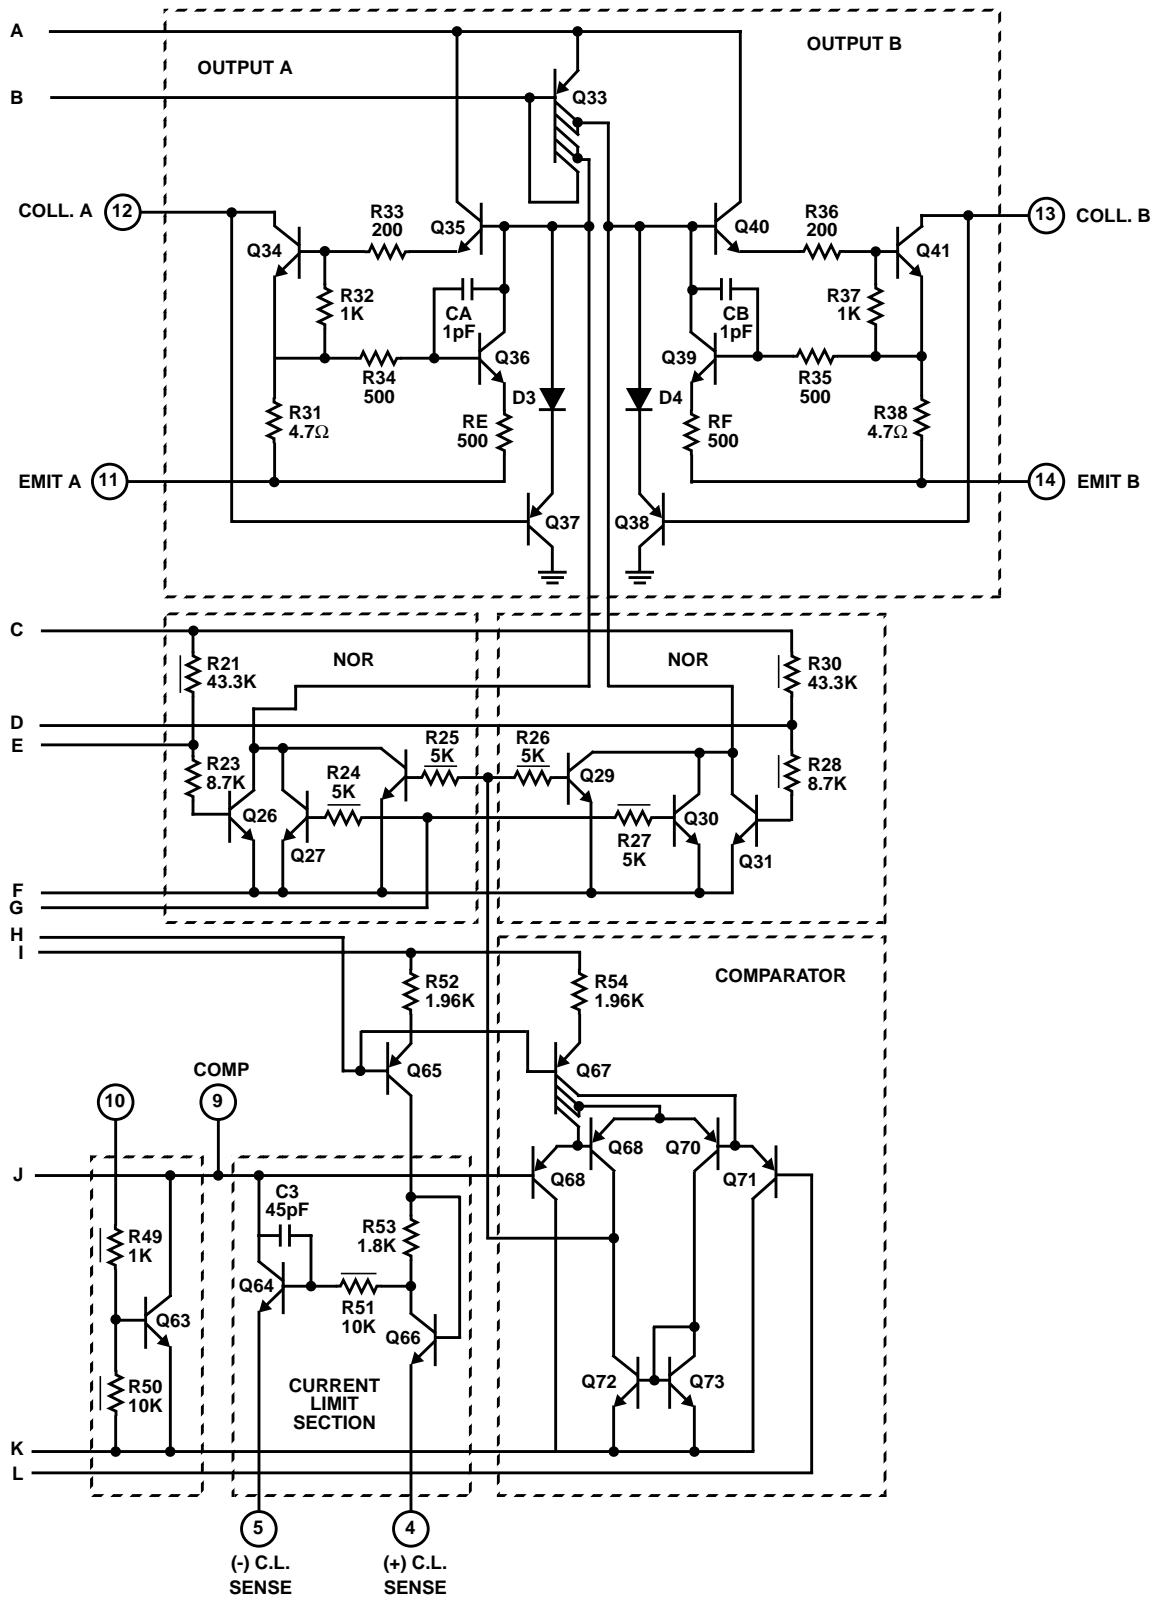 A
OUTPUT A
OUTPUT B
B
Q33
COLL. A
12
Q34
R33
200
Q35
Q40
R36
200
Q41
13
COLL. B
R32
1K
CA
1pF
CB
1pF
R37
1K
Q36
Q39
R34
500
R35
500
R31
4.7Ω
RE
500
D3
D4
RF
500
R38
4.7Ω
EMIT A
11
14
EMIT B
Q37
Q38
C
NOR
NOR
R21
43.3K
R30
43.3K
D
E
R23
8.7K
R24
5K
R25
5K
R26
5K
Q29
R28
8.7K
Q26
Q27
R27
5K
Q30
Q31
F
G
H
I
R52
1.96K
R54
1.96K
COMPARATOR
Q65
Q67
COMP
10
9
Q68
Q70
J
Q68
Q71
C3
45pF
R49
1K
R53
1.8K
Q64
R51
10K
Q66
Q63
R50
10K
CURRENT
LIMIT
SECTION
Q72
Q73
K
L
5
4
(-) C.L.
SENSE
(+) C.L.
SENSE